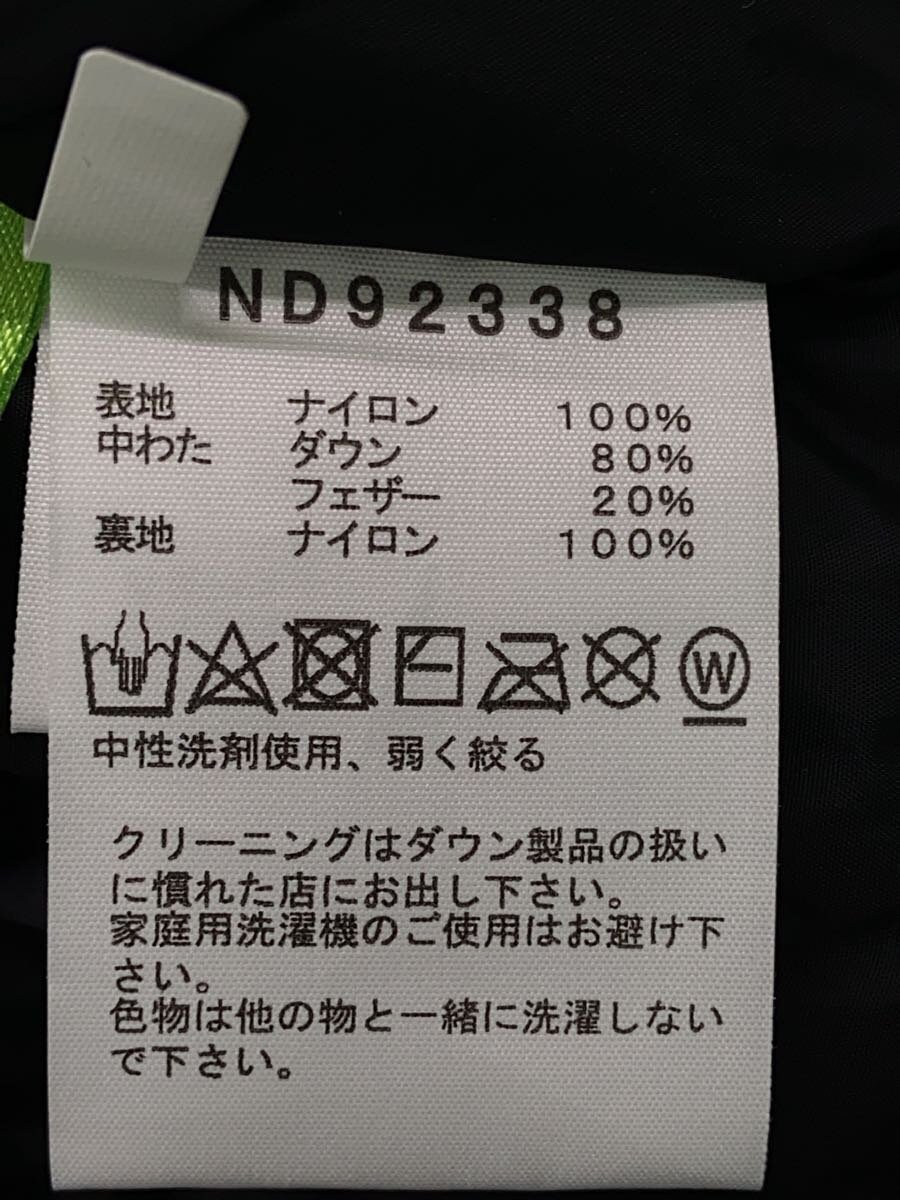 ND92338
表地 ナイロン 100%
中わた ダウン 80%
フェザー 20%
裏地 ナイロン 100%
W
中性洗剤使用、弱く絞る
クリーニングはダウン製品の扱い
に慣れた店にお出し下さい。
家庭用洗濯機のご使用はお避け下
さい。
色物は他の物と一緒に洗濯しない
で下さい。